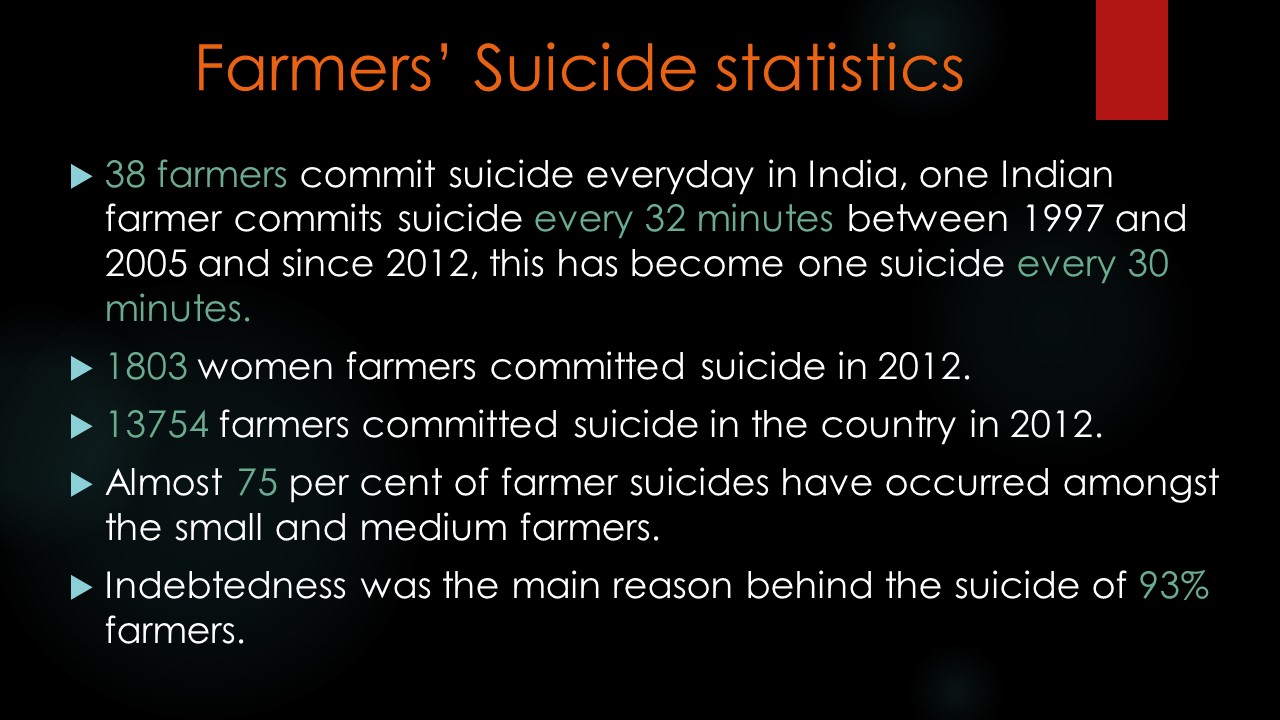 Farmers’ Suicide statistics
38 farmers commit suicide everyday in India, one Indian
farmer commits suicide every 32 minutes between 1997 and
2005 and since 2012, this has become one suicide every 30
minutes.
1803 women farmers committed suicide in 2012.
13754 farmers committed suicide in the country in 2012.
Almost 75 per cent of farmer suicides have occurred amongst
the small and medium farmers.
Indebtedness was the main reason behind the suicide of 93%
farmers.